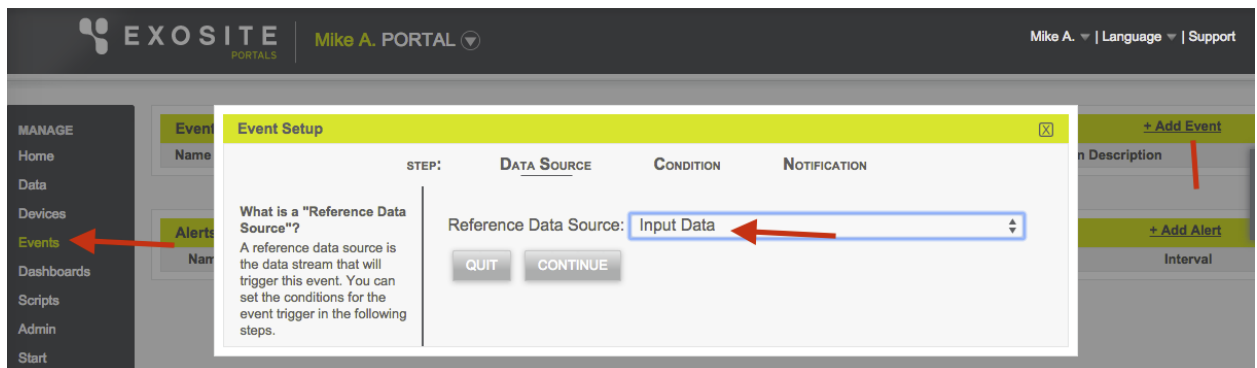 EXOSITE
PORTALS
Mike A. PORTAL
Mike A. | Language | Support
MANAGE
Home
Data
Devices
Events
Dashboards
Scripts
Admin
Start
Event
Name
+ Add Event
n Description
Alerts
Nam
+ Add Alert
Interval
Event Setup
X
STEP: DATA SOURCE CONDITION NOTIFICATION
What is a "Reference Data
Source"?
A reference data source is
the data stream that will
trigger this event. You can
set the conditions for the
event trigger in the following
steps.
Reference Data Source: Input Data
QUIT CONTINUE